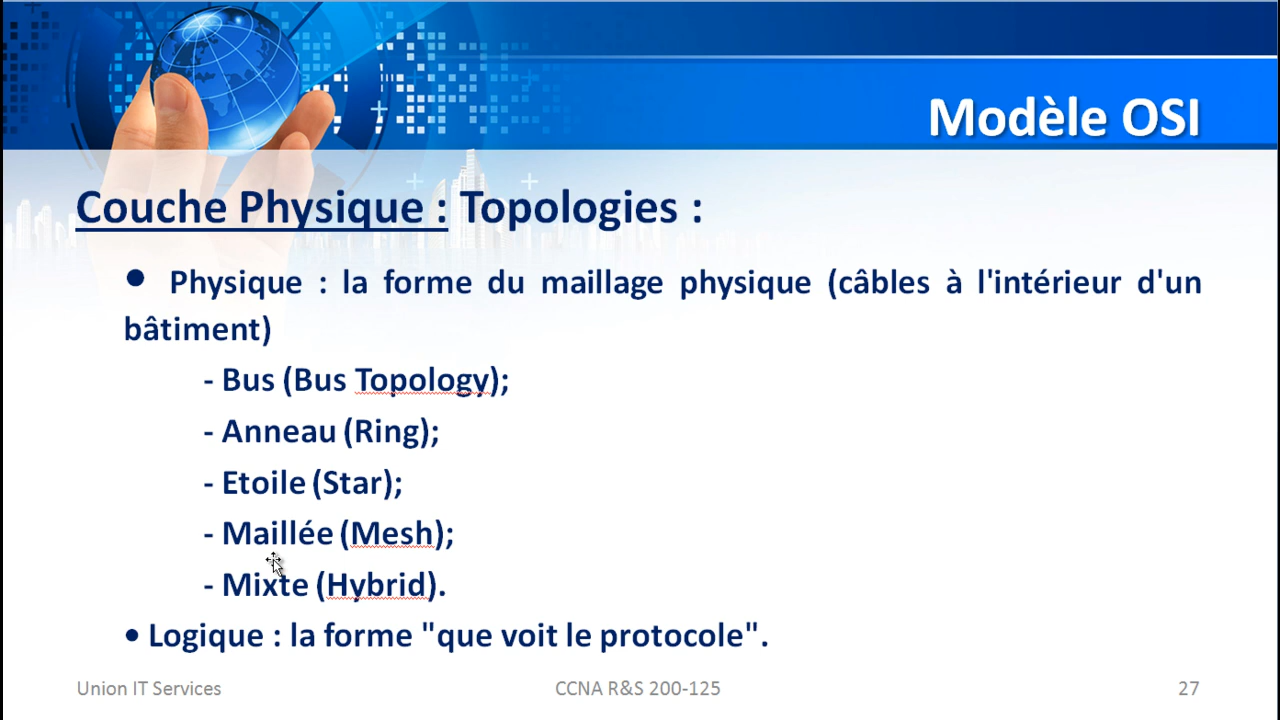 Modèle OSI
Couche Physique : Topologies :
● Physique : la forme du maillage physique (câbles à l'intérieur d'un
bâtiment)
- Bus (Bus Topology);
- Anneau (Ring);
- Etoile (Star);
- Maillée (Mesh);
- Mixte (Hybrid).
• Logique : la forme "que voit le protocole".
Union IT Services
CCNA R&S 200-125
27